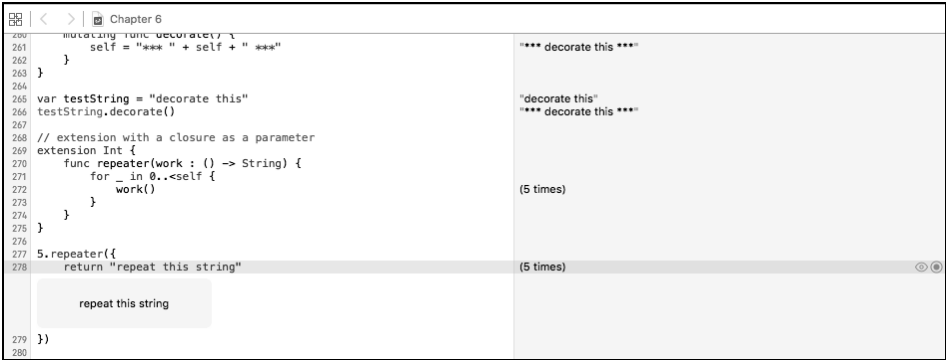 Chapter 6
260 mutating func decorate() {
261 self = "*** " + self + " ***" "*** decorate this ***"
262 }
263 }
264
265 var testString = "decorate this" "decorate this"
266 testString.decorate() "*** decorate this ***"
267
268 // extension with a closure as a parameter
269 extension Int {
270 func repeater(work : () -> String) {
271 for _ in 0..<self {
272 work() (5 times)
273 }
274 }
275 }
276
277 5.repeater({
278 return "repeat this string" (5 times)
repeat this string
279 })
280